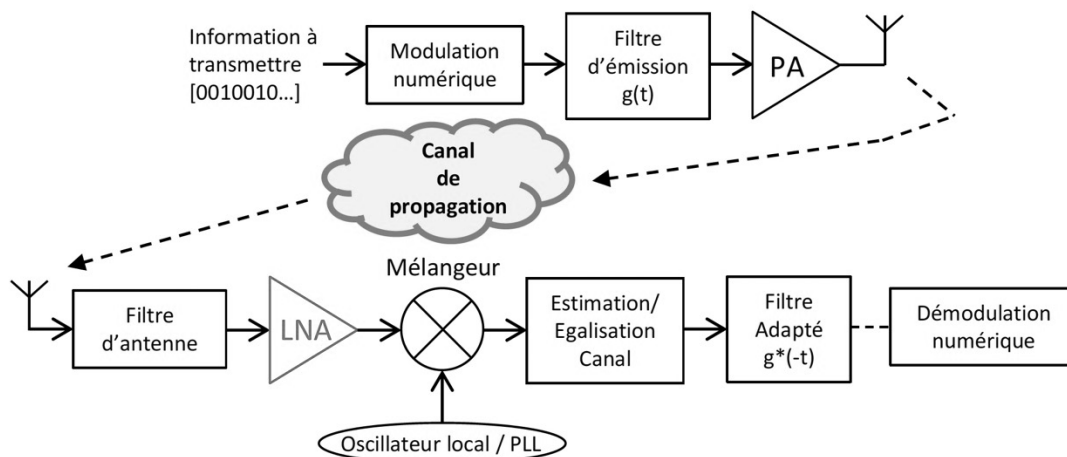 Information à
transmettre
[0010010...]
Modulation
numérique
Filtre
d'émission
g(t)
PA
Canal
de
propagation
Mélangeur
Filtre
d'antenne
LNA
Estimation/
Egalisation
Canal
Filtre
Adapté
g*(-t)
Démodulation
numérique
Oscillateur local / PLL